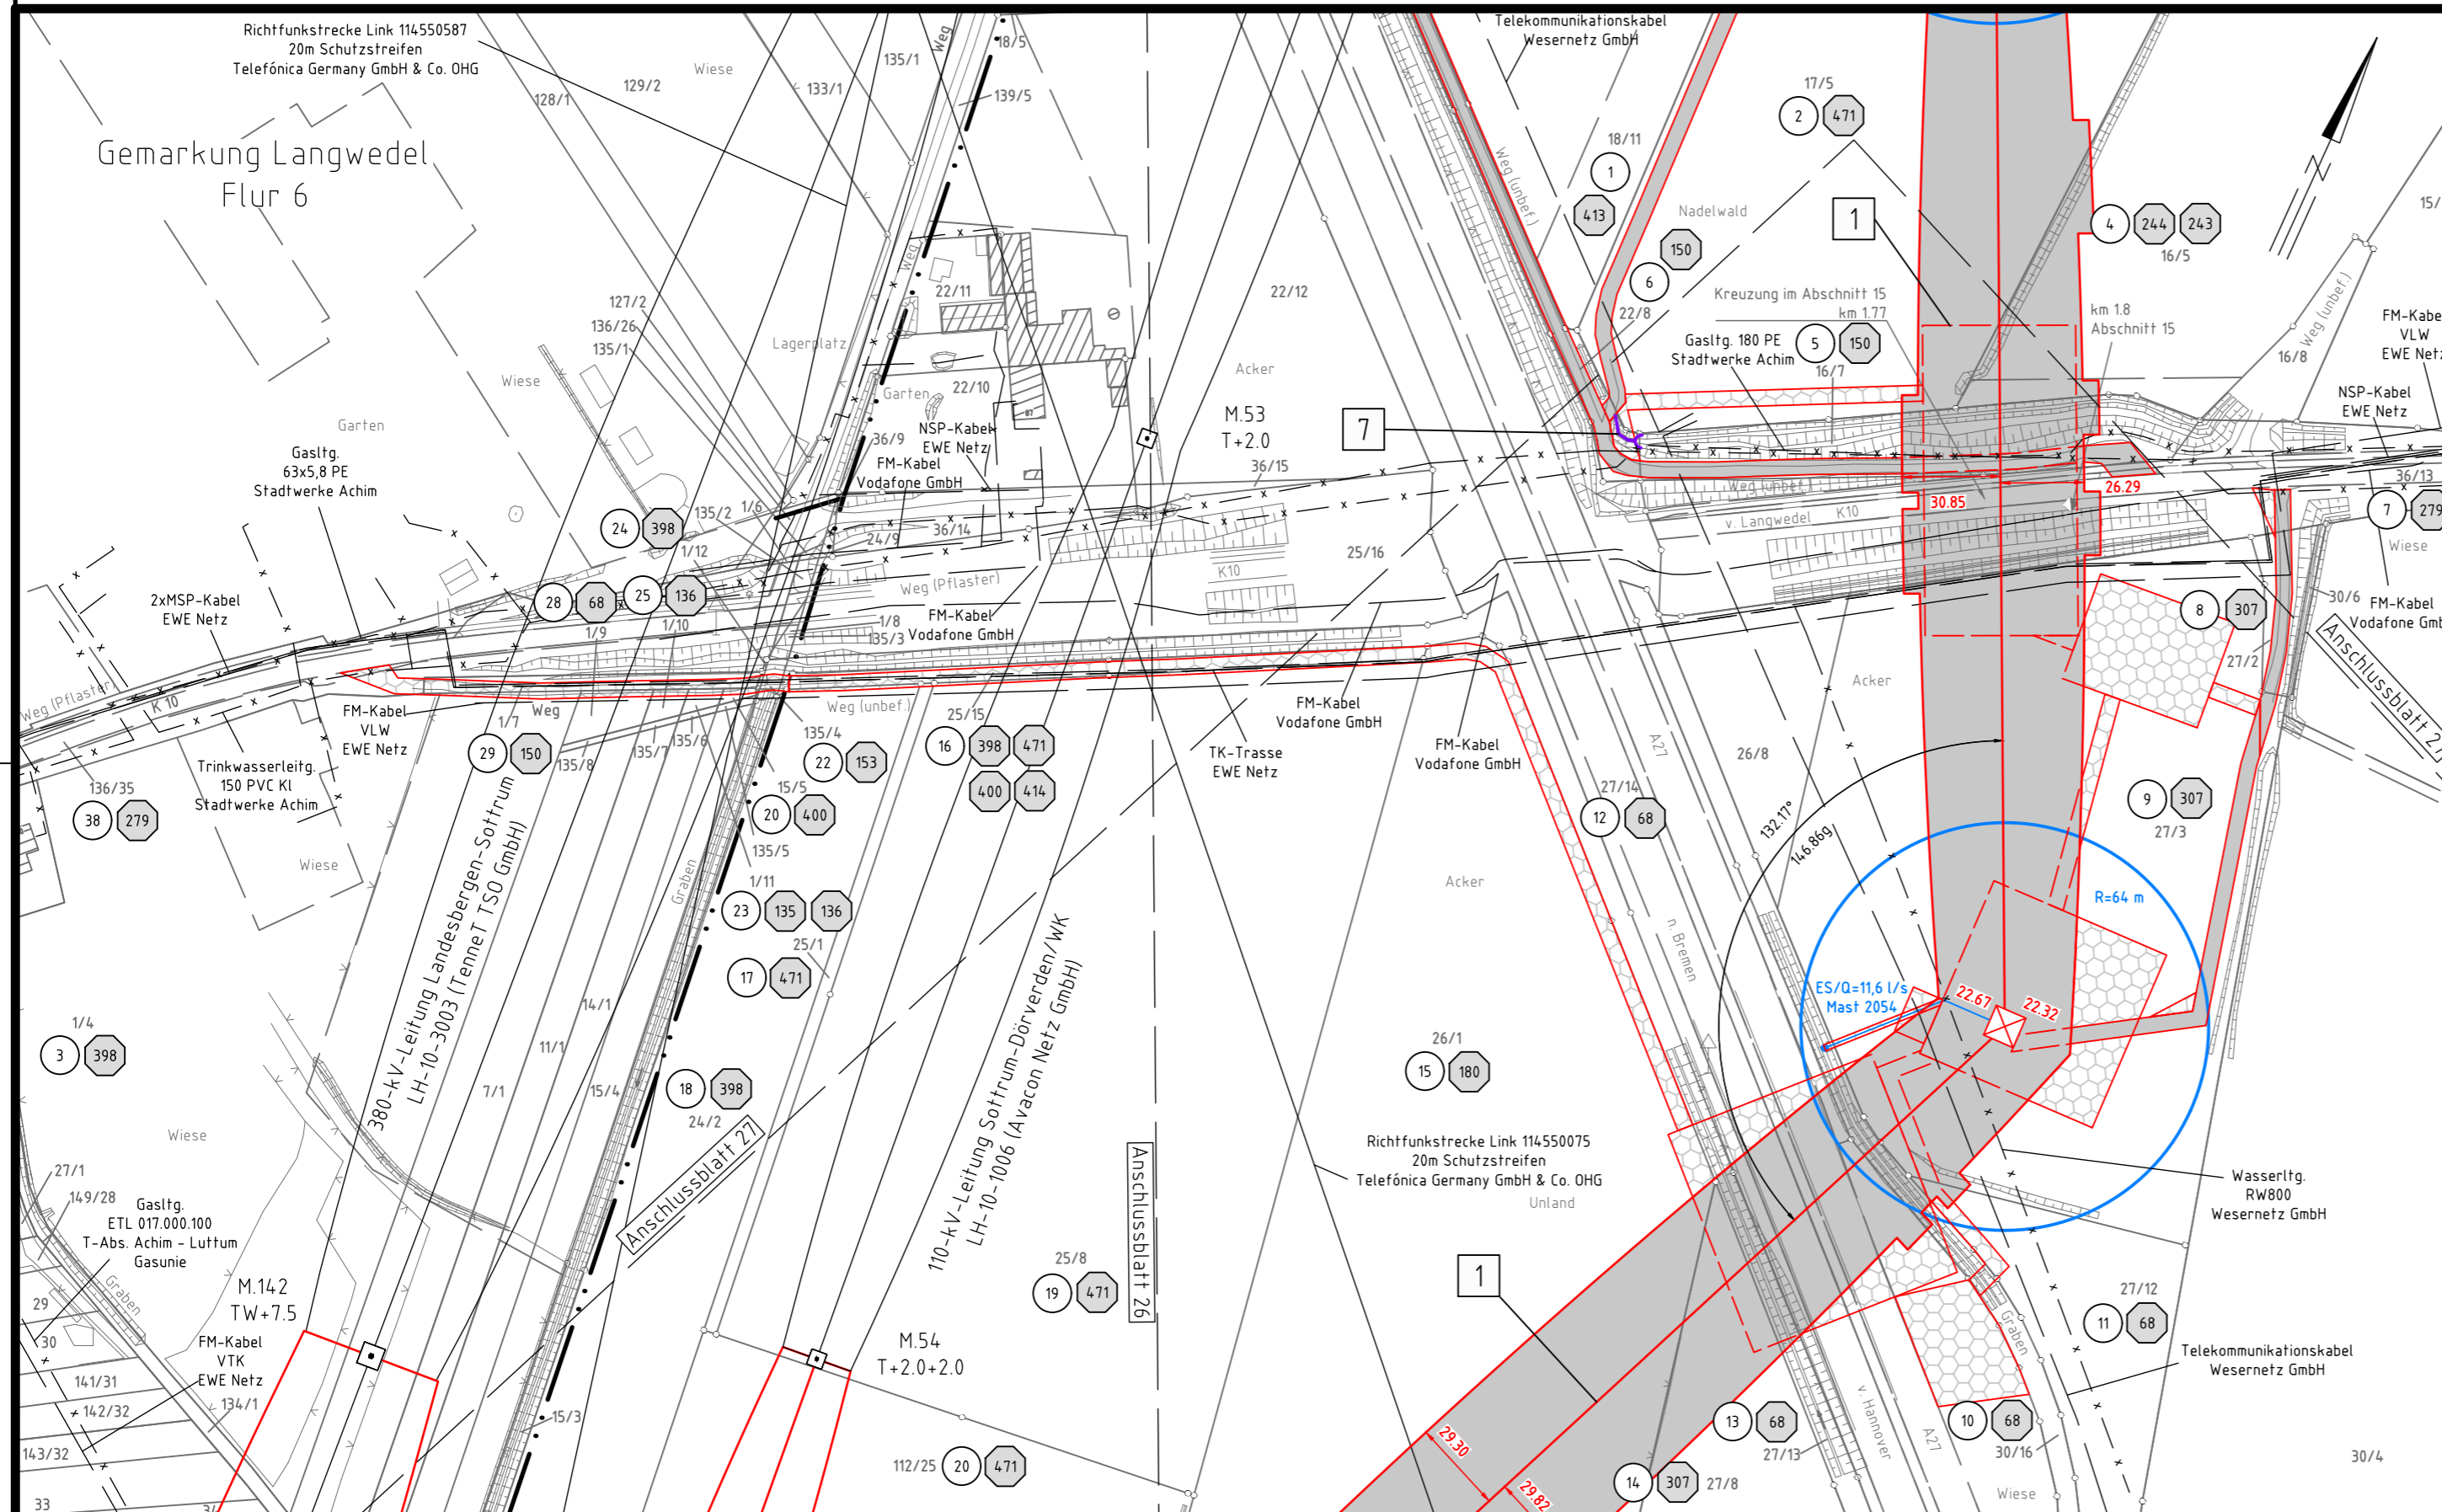 Richtfunkstrecke Link 114550587
20m Schutzstreifen
Telefónica Germany GmbH & Co. OHG
Gemarkung Langwedel
Flur 6
Wiese
128/1
129/2
133/1
135/1
Weg
18/5
139/5
Telekommunikationskabel
Wesernetz GmbH
17/5
2
471
18/11
1
413
Weg (unbef.)
Nadelwald
150
6
1
4
244
243
16/5
15/
Weg (unbef.)
16/8
Kreuzung im Abschnitt 15
km 1.77
22/8
Gasltg. 180 PE
Stadtwerke Achim
5
150
16/7
km 1.8
Abschnitt 15
FM-Kabe
VLW
EWE Netz
NSP-Kabel
EWE Netz
36/13
7
279
Wiese
127/2
136/26
135/1
Lagerplatz
Wiese
Garten
Weg
22/11
Garten
22/10
87
22/12
Acker
M.53
T+2.0
7
36/15
NSP-Kabel
EWE Netz
36/9
FM-Kabel
Vodafone GmbH
Gasltg.
63x5,8 PE
Stadtwerke Achim
24
398
135/2
1/6
1/12
24/9
36/14
K10
25/16
Weg (unbef.)
v. Langwedel
K10
30.85
26.29
2xMSP-Kabel
EWE Netz
28
68
25
136
1/9
1/10
Weg (Pflaster)
1/8
135/3
FM-Kabel
Vodafone GmbH
30/6
FM-Kabel
Vodafone Gmb
8
307
27/2
Anschlussblatt 27
Weg (Pflaster)
K 10
FM-Kabel
VLW
EWE Netz
1/7
Weg
Weg (unbef.)
25/15
29
150
135/8
135/7
135/6
135/4
22
153
16
398
471
400
414
TK-Trasse
EWE Netz
FM-Kabel
Vodafone GmbH
FM-Kabel
Vodafone GmbH
A27
26/8
Acker
136/35
38
279
Trinkwasserleitg.
150 PVC Kl
Stadtwerke Achim
Wiese
15/5
20
400
135/5
27/14
12
68
132.17°
146.86g
9
307
27/3
Graben
1/11
23
135
136
25/1
17
471
Acker
n. Bremen
R=64 m
ES/Q=11,6 l/s
Mast 2054
22.67
22.32
380-kV-Leitung Landesbergen-Sottrum
LH-10-3003 (TenneT TSO GmbH)
110-kV-Leitung Sottrum-Dörverden/WK
LH-10-1006 (Avacon Netz GmbH)
1/4
3
398
14/1
11/1
7/1
15/4
18
398
24/2
26/1
15
180
Wiese
Anschlussblatt 27
Anschlussblatt 26
Richtfunkstrecke Link 114550075
20m Schutzstreifen
Telefónica Germany GmbH & Co. OHG
Unland
Wasserltg.
RW800
Wesernetz GmbH
27/1
149/28
Gasltg.
ETL 017.000.100
T-Abs. Achim - Luttum
Gasunie
Graben
M.142
TW+7.5
25/8
19
471
1
27/12
11
68
Graben
Telekommunikationskabel
Wesernetz GmbH
29
30
FM-Kabel
VTK
EWE Netz
141/31
142/32
134/1
143/32
33
M.54
T+2.0+2.0
15/3
112/25
20
471
29.30
29.82
13
68
27/13
v. Hannover
A27
10
68
30/16
14
307
27/8
Wiese
30/4